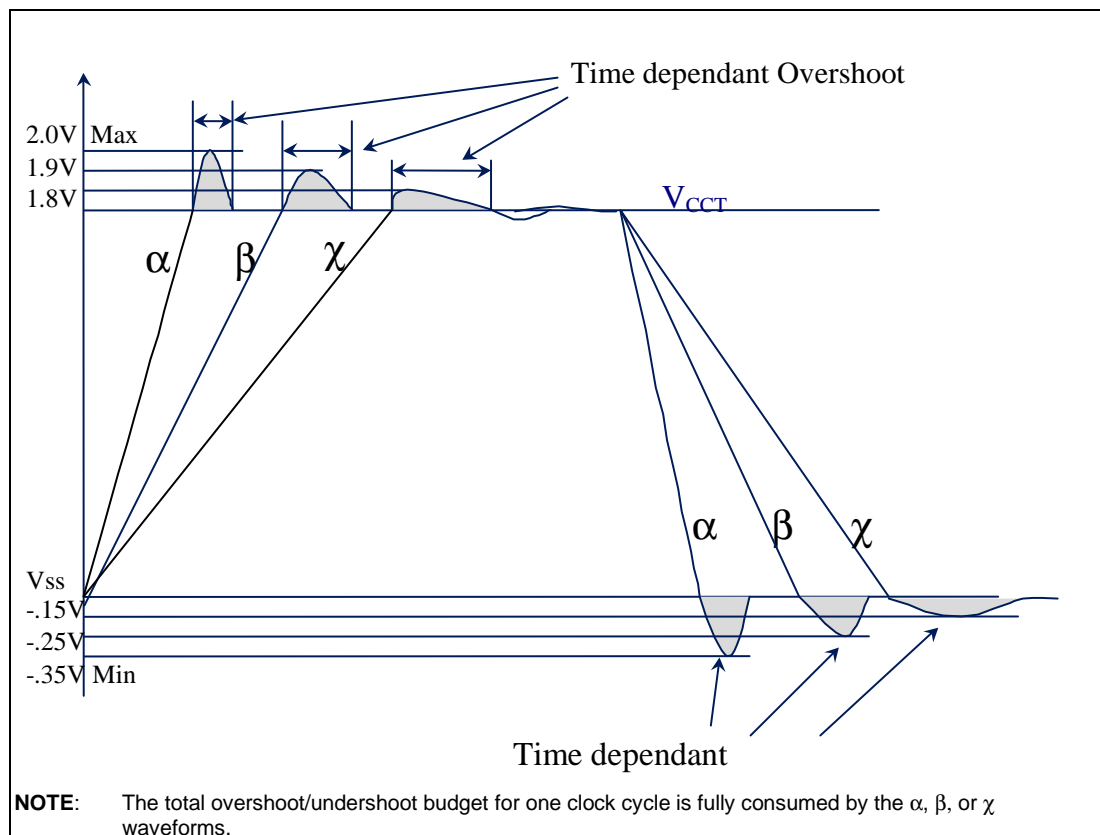 Time dependant Overshoot
2.0V Max
1.9V
1.8V
VCCT
α β χ
α β χ
Vss
-.15V
-.25V
-.35V Min
Time dependant
NOTE: The total overshoot/undershoot budget for one clock cycle is fully consumed by the α, β, or χ
waveforms.